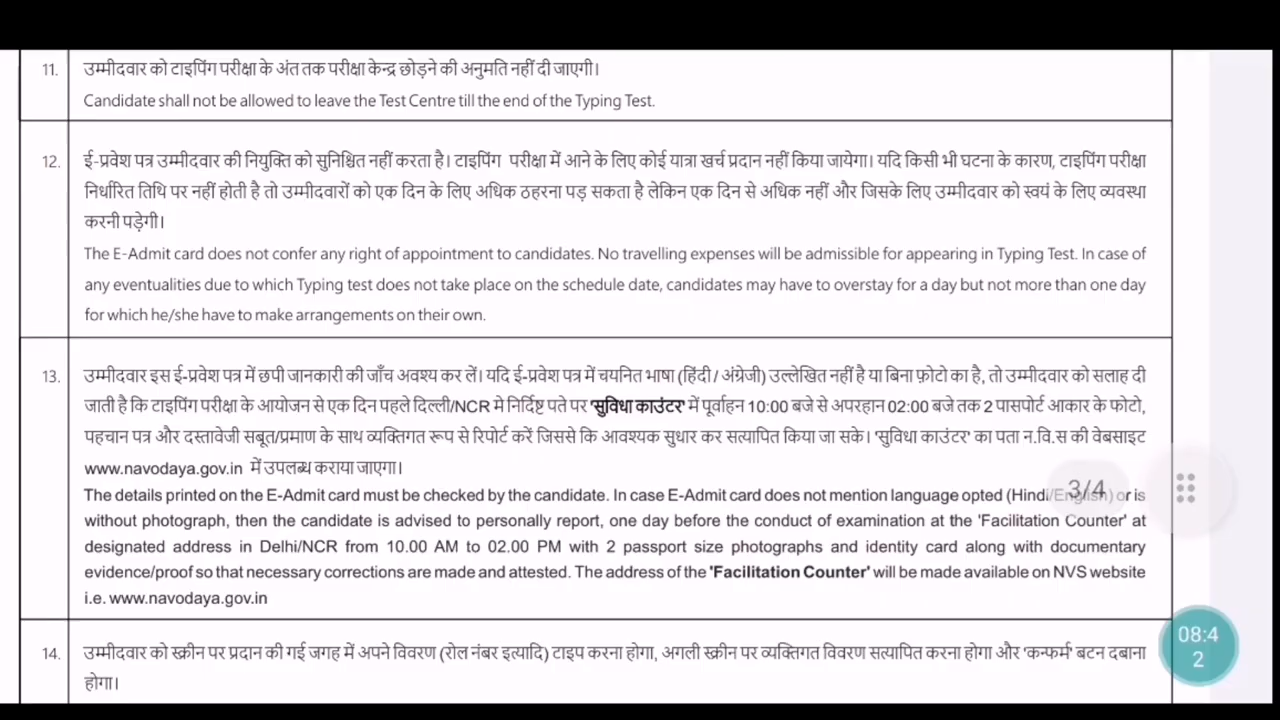 11. उम्मीदवार को टाइपिंग परीक्षा के अंत तक परीक्षा केन्द्र छोड़ने की अनुमति नहीं दी जाएगी।
Candidate shall not be allowed to leave the Test Centre till the end of the Typing Test.
12. ई-प्रवेश पत्र उम्मीदवार की नियुक्ति को सुनिश्चित नहीं करता है। टाइपिंग परीक्षा में आने के लिए कोई यात्रा खर्च प्रदान नहीं किया जायेगा। यदि किसी भी घटना के कारण, टाइपिंग परीक्षा
निर्धारित तिथि पर नहीं होती है तो उम्मीदवारों को एक दिन के लिए अधिक ठहरना पड़ सकता है लेकिन एक दिन से अधिक नहीं और जिसके लिए उम्मीदवार को स्वयं के लिए व्यवस्था
करनी पड़ेगी।
The E-Admit card does not confer any right of appointment to candidates. No travelling expenses will be admissible for appearing in Typing Test. In case of
any eventualities due to which Typing test does not take place on the schedule date, candidates may have to overstay for a day but not more than one day
for which he/she have to make arrangements on their own.
13. उम्मीदवार इस ई-प्रवेश पत्र में छपी जानकारी की जाँच अवश्य कर लें। यदि ई-प्रवेश पत्र में चयनित भाषा (हिंदी / अंग्रेजी) उल्लेखित नहीं है या बिना फ़ोटो का है, तो उम्मीदवार को सलाह दी
जाती है कि टाइपिंग परीक्षा के आयोजन से एक दिन पहले दिल्ली/NCR मे निर्दिष्ट पते पर 'सुविधा काउंटर' में पूर्वाहन 10:00 बजे से अपरहान 02:00 बजे तक 2 पासपोर्ट आकार के फोटो,
पहचान पत्र और दस्तावेजी सबूत/प्रमाण के साथ व्यक्तिगत रूप से रिपोर्ट करें जिससे कि आवश्यक सुधार कर सत्यापित किया जा सके। 'सुविधा काउंटर' का पता न.वि.स की वेबसाइट
www.navodaya.gov.in में उपलब्ध कराया जाएगा।
The details printed on the E-Admit card must be checked by the candidate. In case E-Admit card does not mention language opted (Hindi/English) or is
3/4
without photograph, then the candidate is advised to personally report, one day before the conduct of examination at the 'Facilitation Counter' at
designated address in Delhi/NCR from 10.00 AM to 02.00 PM with 2 passport size photographs and identity card along with documentary
evidence/proof so that necessary corrections are made and attested. The address of the 'Facilitation Counter' will be made available on NVS website
i.e. www.navodaya.gov.in
14. उम्मीदवार को स्क्रीन पर प्रदान की गई जगह में अपने विवरण (रोल नंबर इत्यादि) टाइप करना होगा, अगली स्क्रीन पर व्यक्तिगत विवरण सत्यापित करना होगा और 'कन्फर्म' बटन दबाना
होगा।
08:4
2